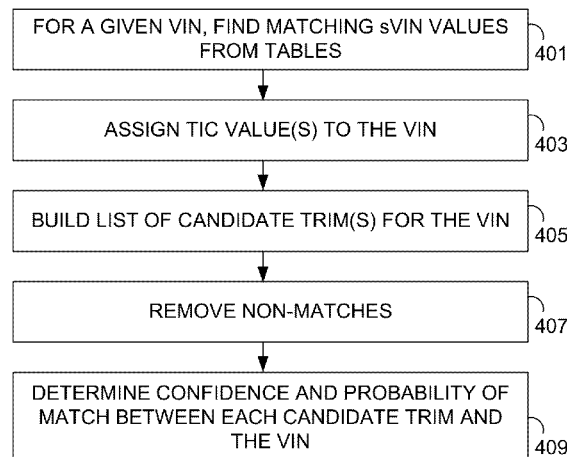 FOR A GIVEN VIN, FIND MATCHING sVIN VALUES
FROM TABLES
401
ASSIGN TIC VALUE(S) TO THE VIN
403
BUILD LIST OF CANDIDATE TRIM(S) FOR THE VIN
405
REMOVE NON-MATCHES
407
DETERMINE CONFIDENCE AND PROBABILITY OF
MATCH BETWEEN EACH CANDIDATE TRIM AND
THE VIN
409